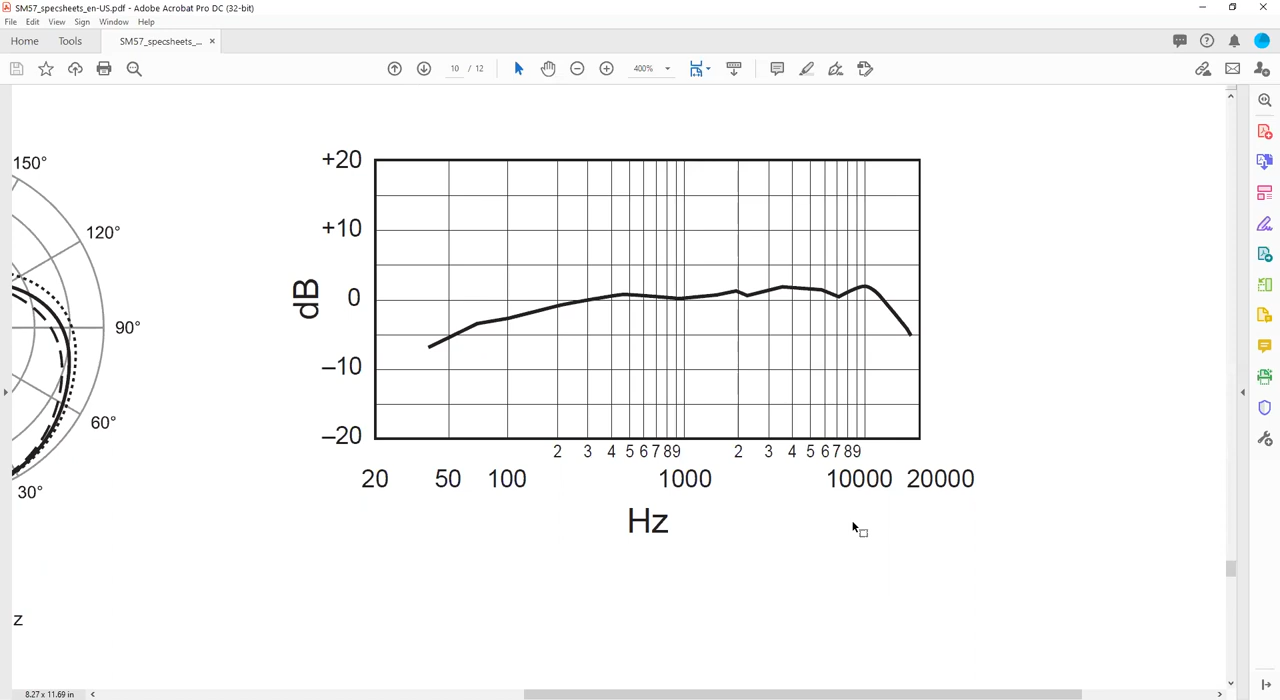 SM57_specsheets_en-US.pdf - Adobe Acrobat Pro DC (32-bit)
File Edit View Sign Window Help
Home Tools SM57_specsheets_... ×
10 / 12 400%
150°
120°
90°
60°
30°
z
+20
+10
0
–10
–20
dB
2 3 4 5 6 7 8 9 2 3 4 5 6 7 8 9
20 50 100 1000 10000 20000
Hz
8.27 x 11.69 in